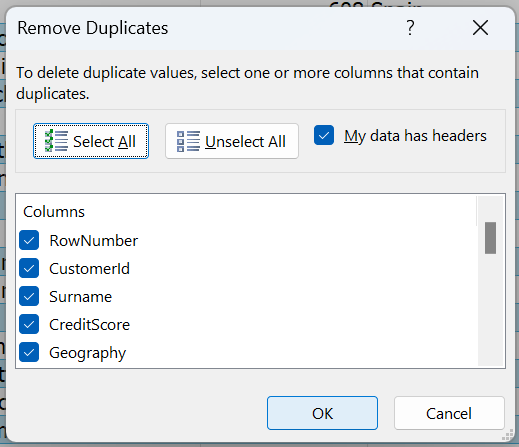 Remove Duplicates
?
To delete duplicate values, select one or more columns that contain
duplicates.
Select All
Unselect All
My data has headers
Columns
RowNumber
CustomerId
Surname
CreditScore
Geography
OK
Cancel